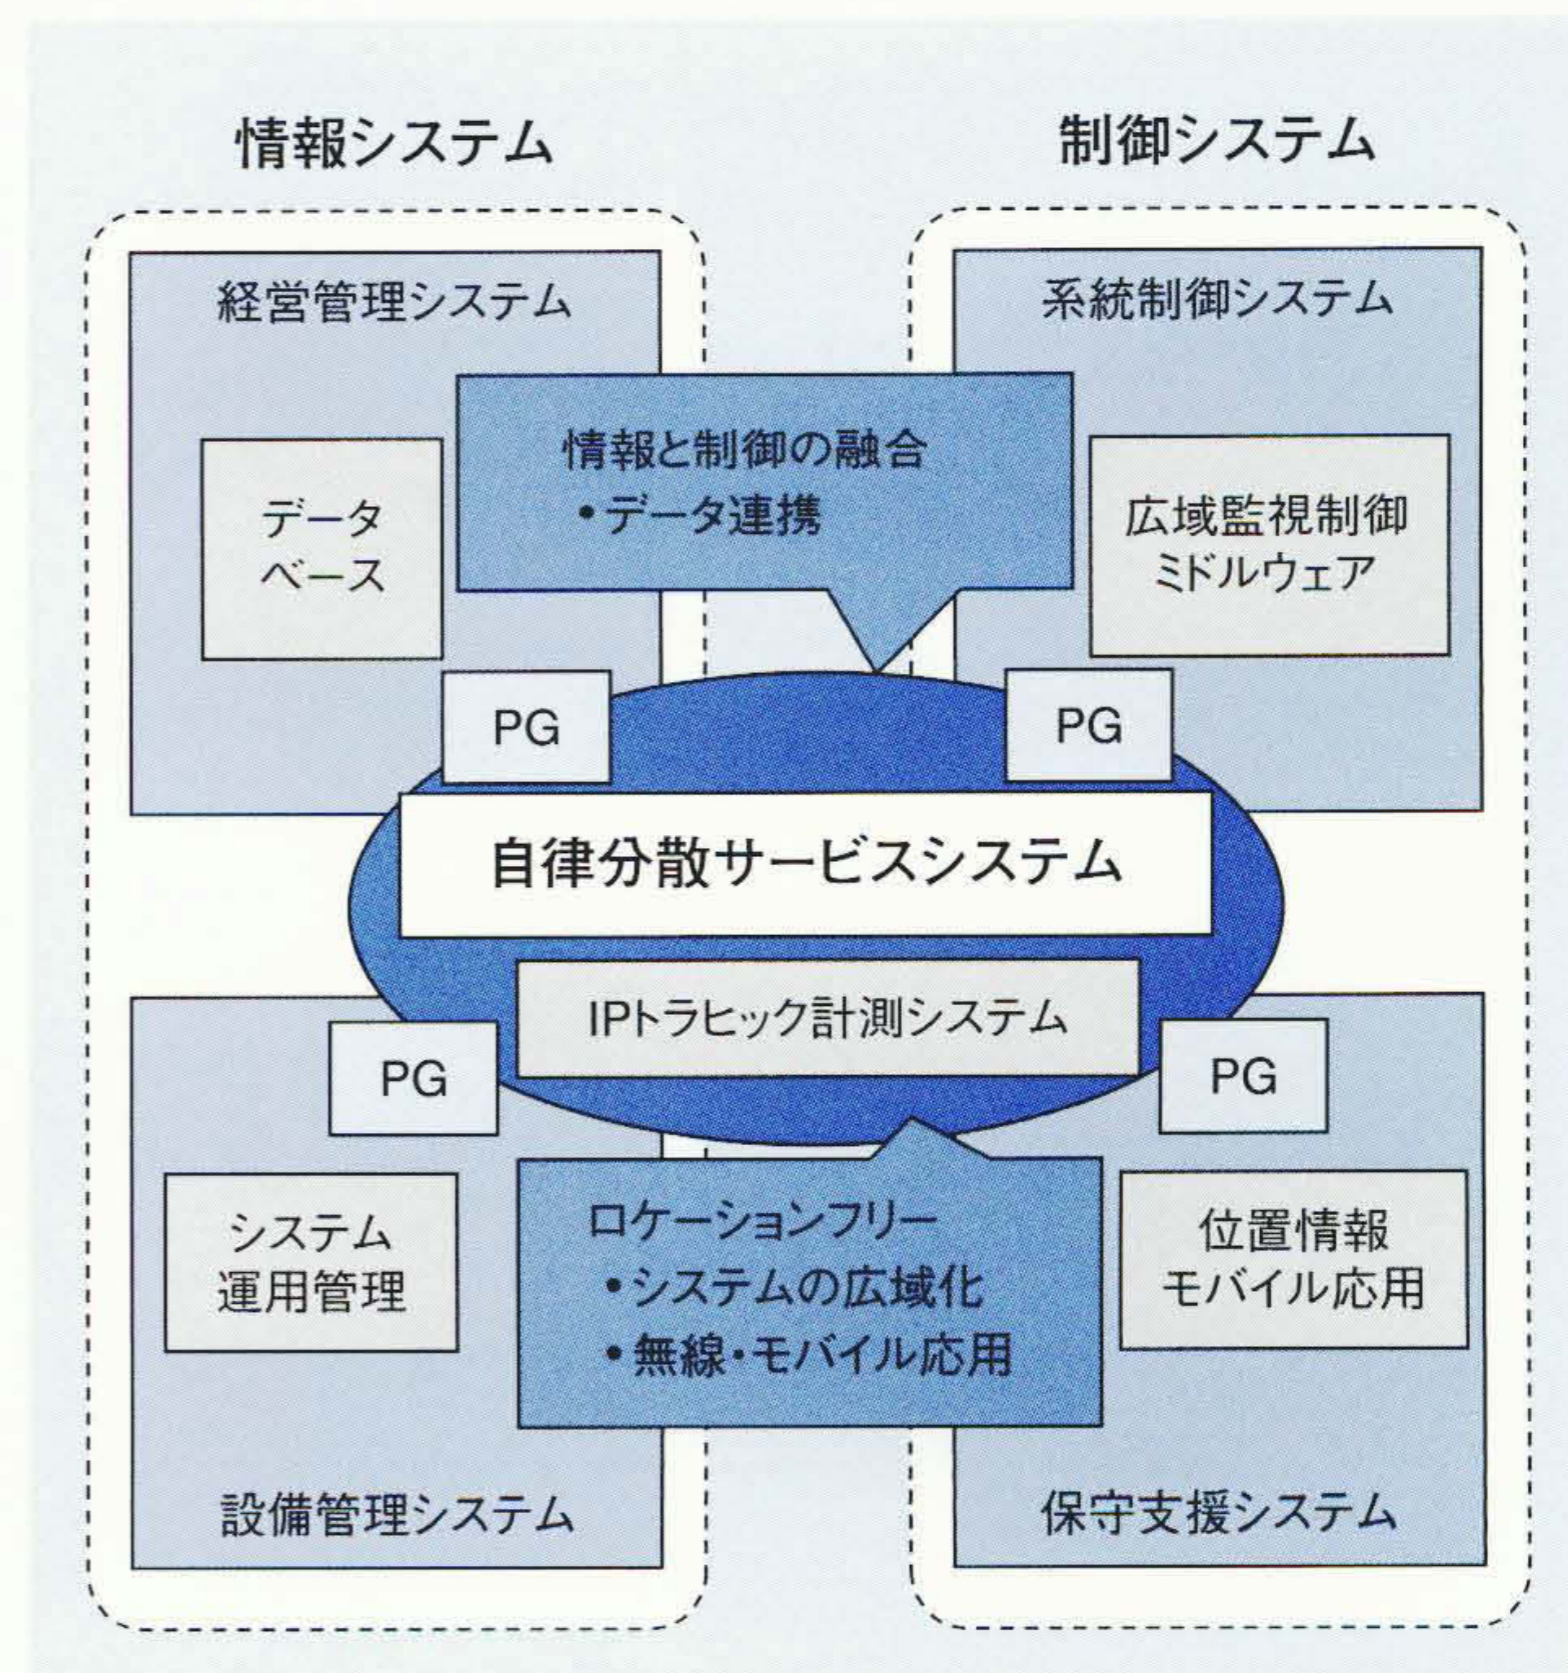 情報システム
制御システム
経営管理システム
系統制御システム
情報と制御の融合
•データ連携
データ
ベース
広域監視制御
ミドルウェア
PG
PG
自律分散サービスシステム
IPトラヒック計測システム
PG
PG
システム
運用管理
ロケーションフリー
•システムの広域化
•無線・モバイル応用
位置情報
モバイル応用
設備管理システム
保守支援システム